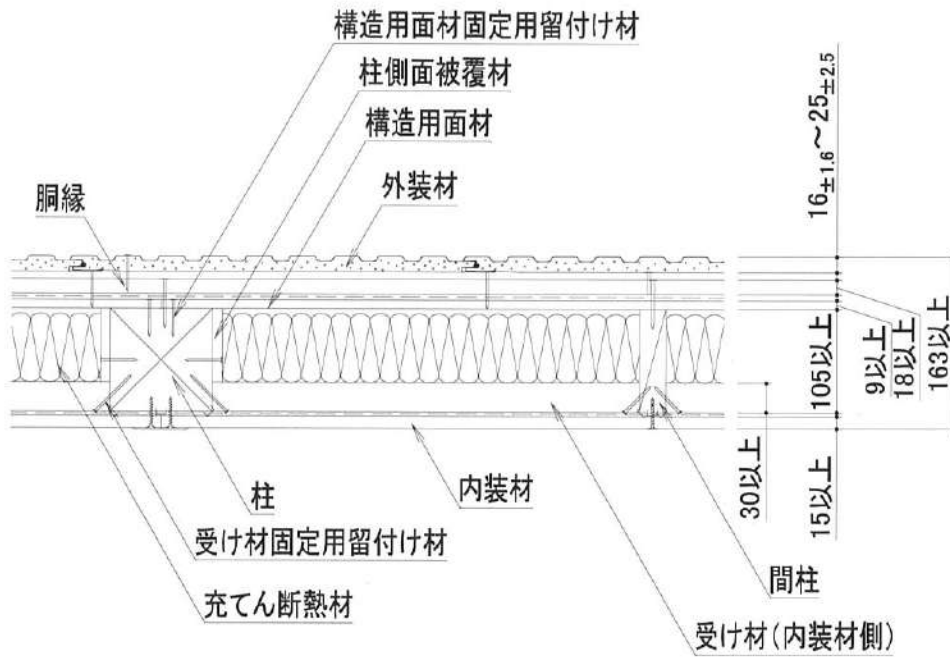 構造用面材固定用留付け材
柱側面被覆材
構造用面材
外装材
胴縁
16±1.6～25±2.5
105以上
9以上
18以上
163以上
30以上
15以上
内装材
柱
受け材固定用留付け材
充てん断熱材
間柱
受け材(内装材側)